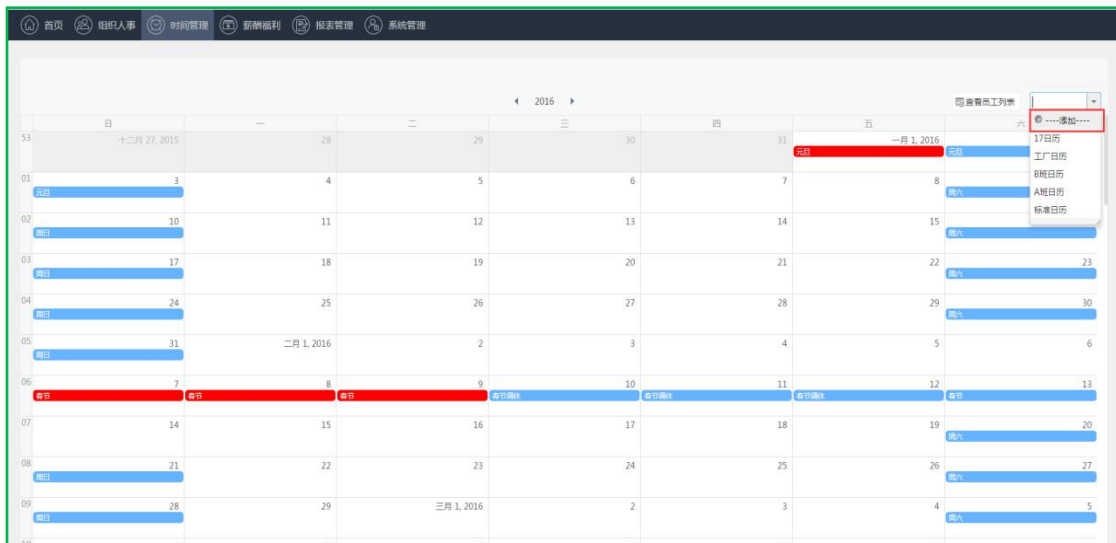 首页 组织人事 时间管理 薪酬福利 报表管理 系统管理
2016 查看员工列表
日 一 二 三 四 五 六
----添加----
17日历
工厂日历
B班日历
A班日历
标准日历
53 十二月 27, 2015 28 29 30 31 一月 1, 2016
元旦 元旦
01 3 4 5 6 7 8
元旦 周六
02 10 11 12 13 14 15
周日 周六
03 17 18 19 20 21 22 23
周日 周六
04 24 25 26 27 28 29 30
周日 周六
05 31 二月 1, 2016 2 3 4 5 6
周日
06 7 8 9 10 11 12 13
春节 春节 春节 春节调休 春节调休 春节调休 春节
07 14 15 16 17 18 19 20
周六
08 21 22 23 24 25 26 27
周日 周六
09 28 29 三月 1, 2016 2 3 4 5
周日 周六